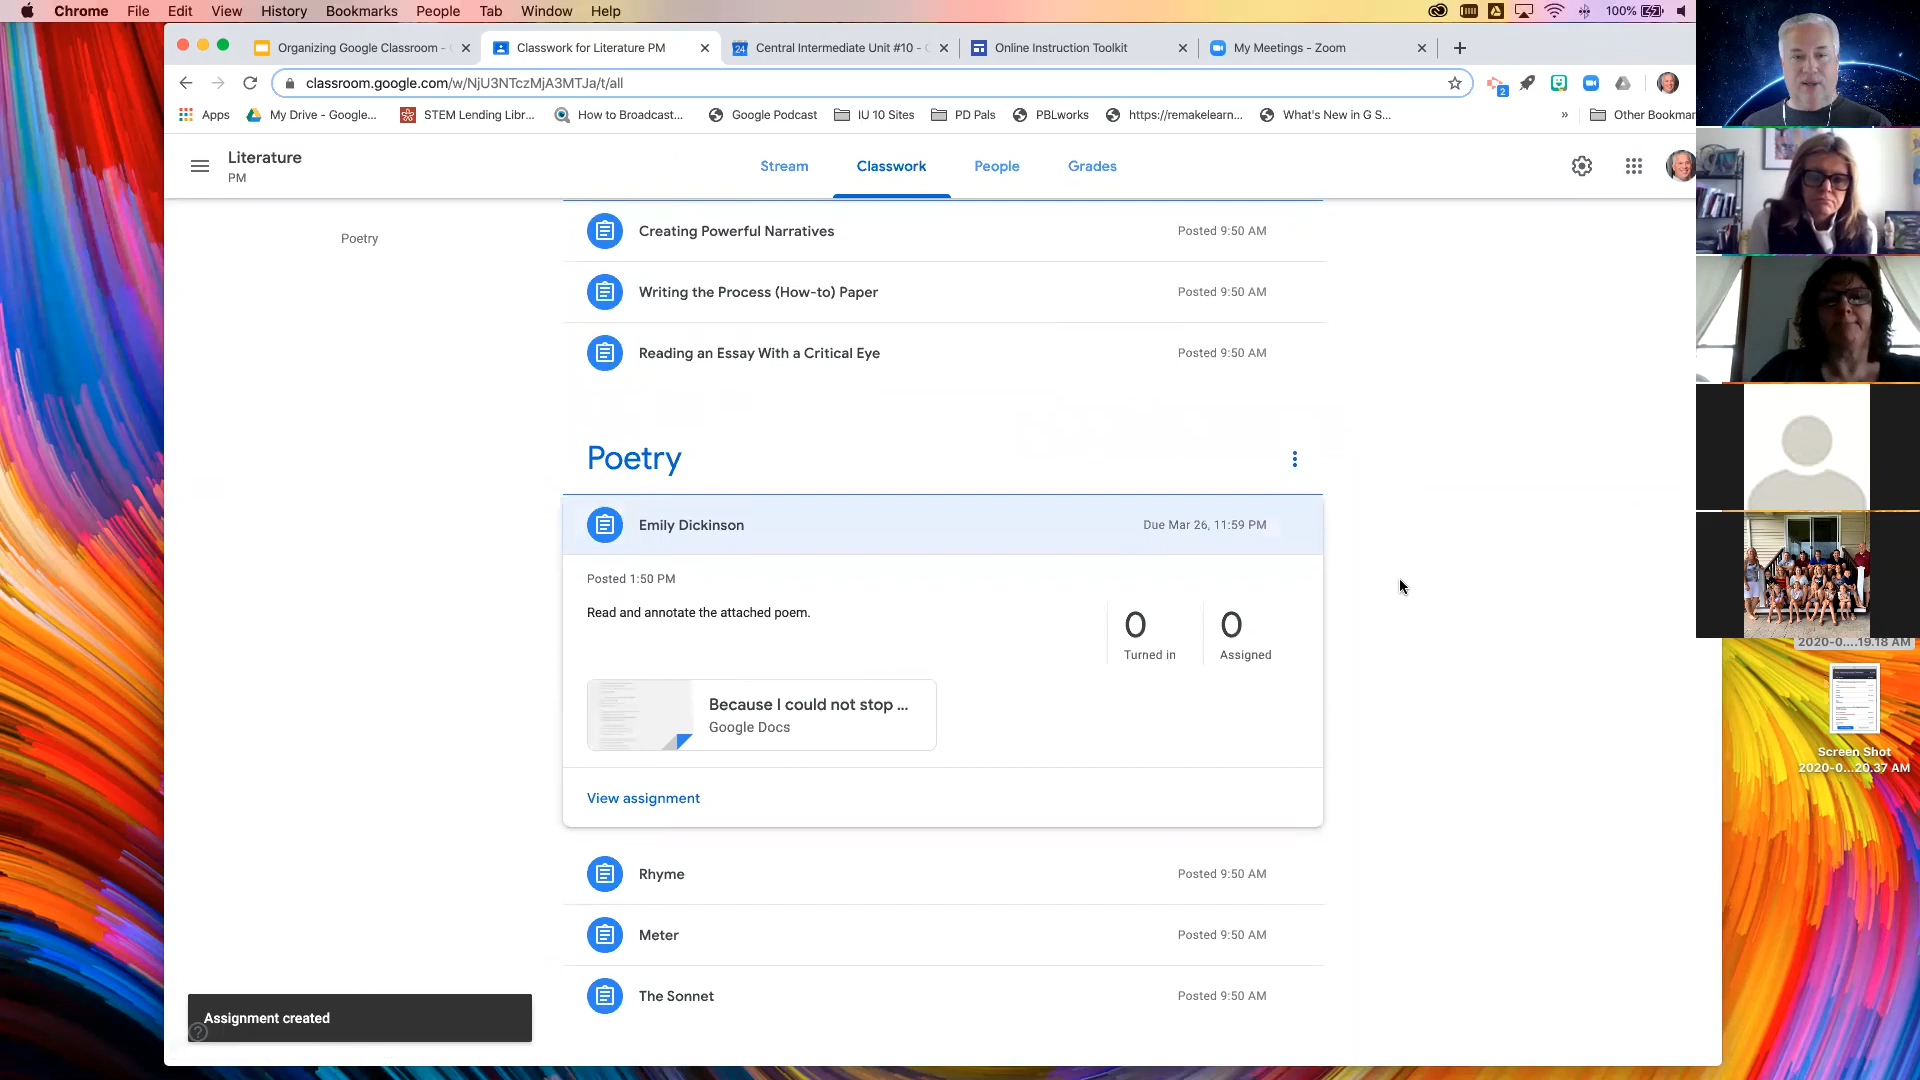 Chrome File Edit View History Bookmarks People Tab Window Help 100%
Organizing Google Classroom -
Classwork for Literature PM
24 Central Intermediate Unit #10 -
Online Instruction Toolkit
My Meetings - Zoom
classroom.google.com/w/NjU3NTczMjA3MTJa/t/all
2
Apps My Drive - Google... STEM Lending Libr... How to Broadcast... Google Podcast IU 10 Sites PD Pals PBLworks https://remakelearn... What's New in G S... » Other Bookmar
Literature
PM
Stream Classwork People Grades
Poetry
Creating Powerful Narratives Posted 9:50 AM
Writing the Process (How-to) Paper Posted 9:50 AM
Reading an Essay With a Critical Eye Posted 9:50 AM
Poetry
Emily Dickinson Due Mar 26, 11:59 PM
Posted 1:50 PM
Read and annotate the attached poem.
0 Turned in
0 Assigned
Because I could not stop ...
Google Docs
View assignment
Rhyme Posted 9:50 AM
Meter Posted 9:50 AM
The Sonnet Posted 9:50 AM
Assignment created
2020-0....19.18 AM
Screen Shot
2020-0...20.37 AM